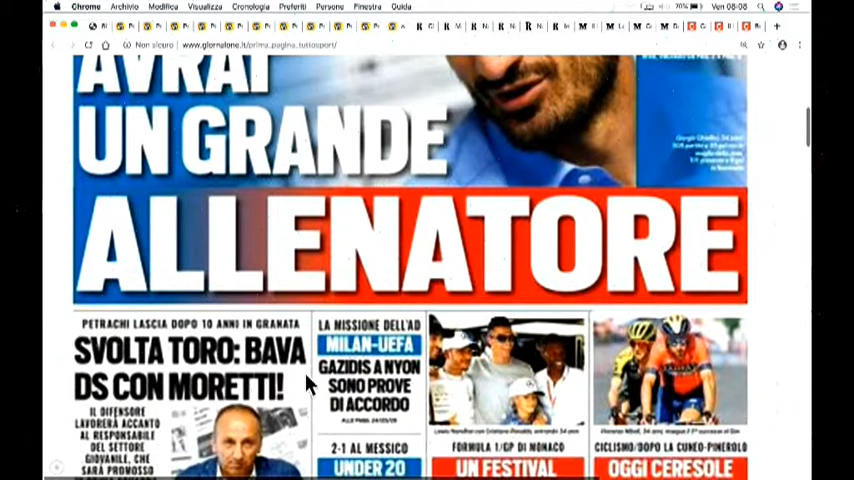 Chrome Archivio Modifica Visualizza Cronologia Preferiti Persone Finestra Guida
70% Ven 08:08
Non sicuro www.giornalone.it/prima_pagina_tuttosport/
AVRAI
UN GRANDE
ALLENATORE
PETRACHI LASCIA DOPO 10 ANNI IN GRANATA
SVOLTA TORO: BAVA
DS CON MORETTI!
IL DIFENSORE
LAVORERÀ ACCANTO
AL RESPONSABILE
DEL SETTORE
GIOVANILE, CHE
SARÀ PROMOSSO
LA MISSIONE DELL'AD
MILAN-UEFA
GAZIDIS A NYON
SONO PROVE
DI ACCORDO
2-1 AL MESSICO
UNDER 20
FORMULA 1/GP DI MONACO
UN FESTIVAL
CICLISMO/DOPO LA CUNEO-PINEROLO
OGGI CERESOLE